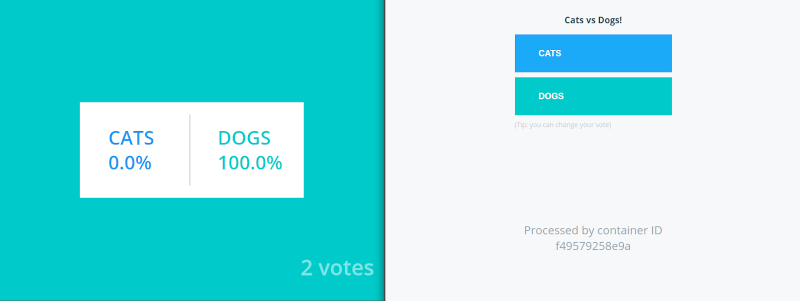 CATS
0.0%
DOGS
100.0%
2 votes
Cats vs Dogs!
CATS
DOGS
(Tip: you can change your vote)
Processed by container ID
f49579258e9a